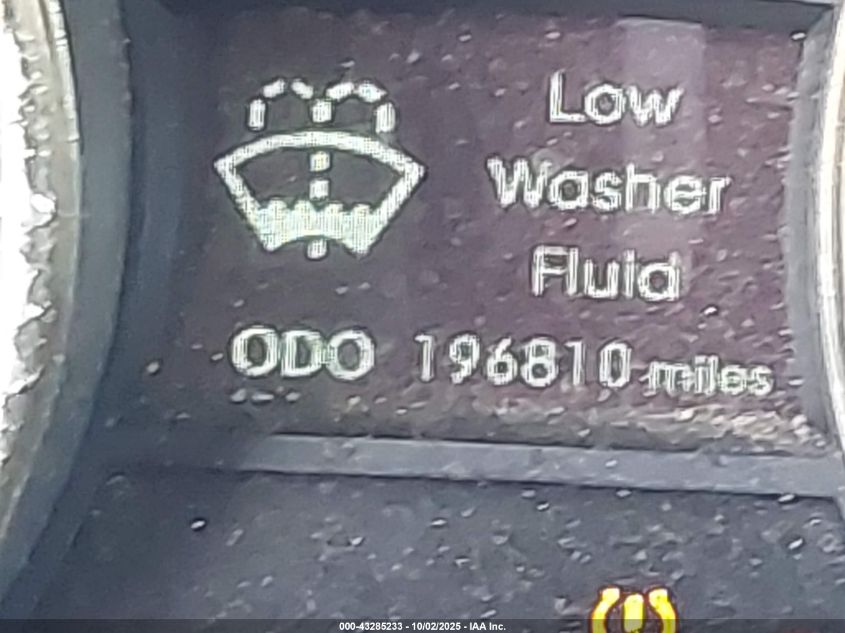 Low
Washer
Fluid
ODO 196810 miles
000-43285233 - 10/02/2025 - IAA Inc.